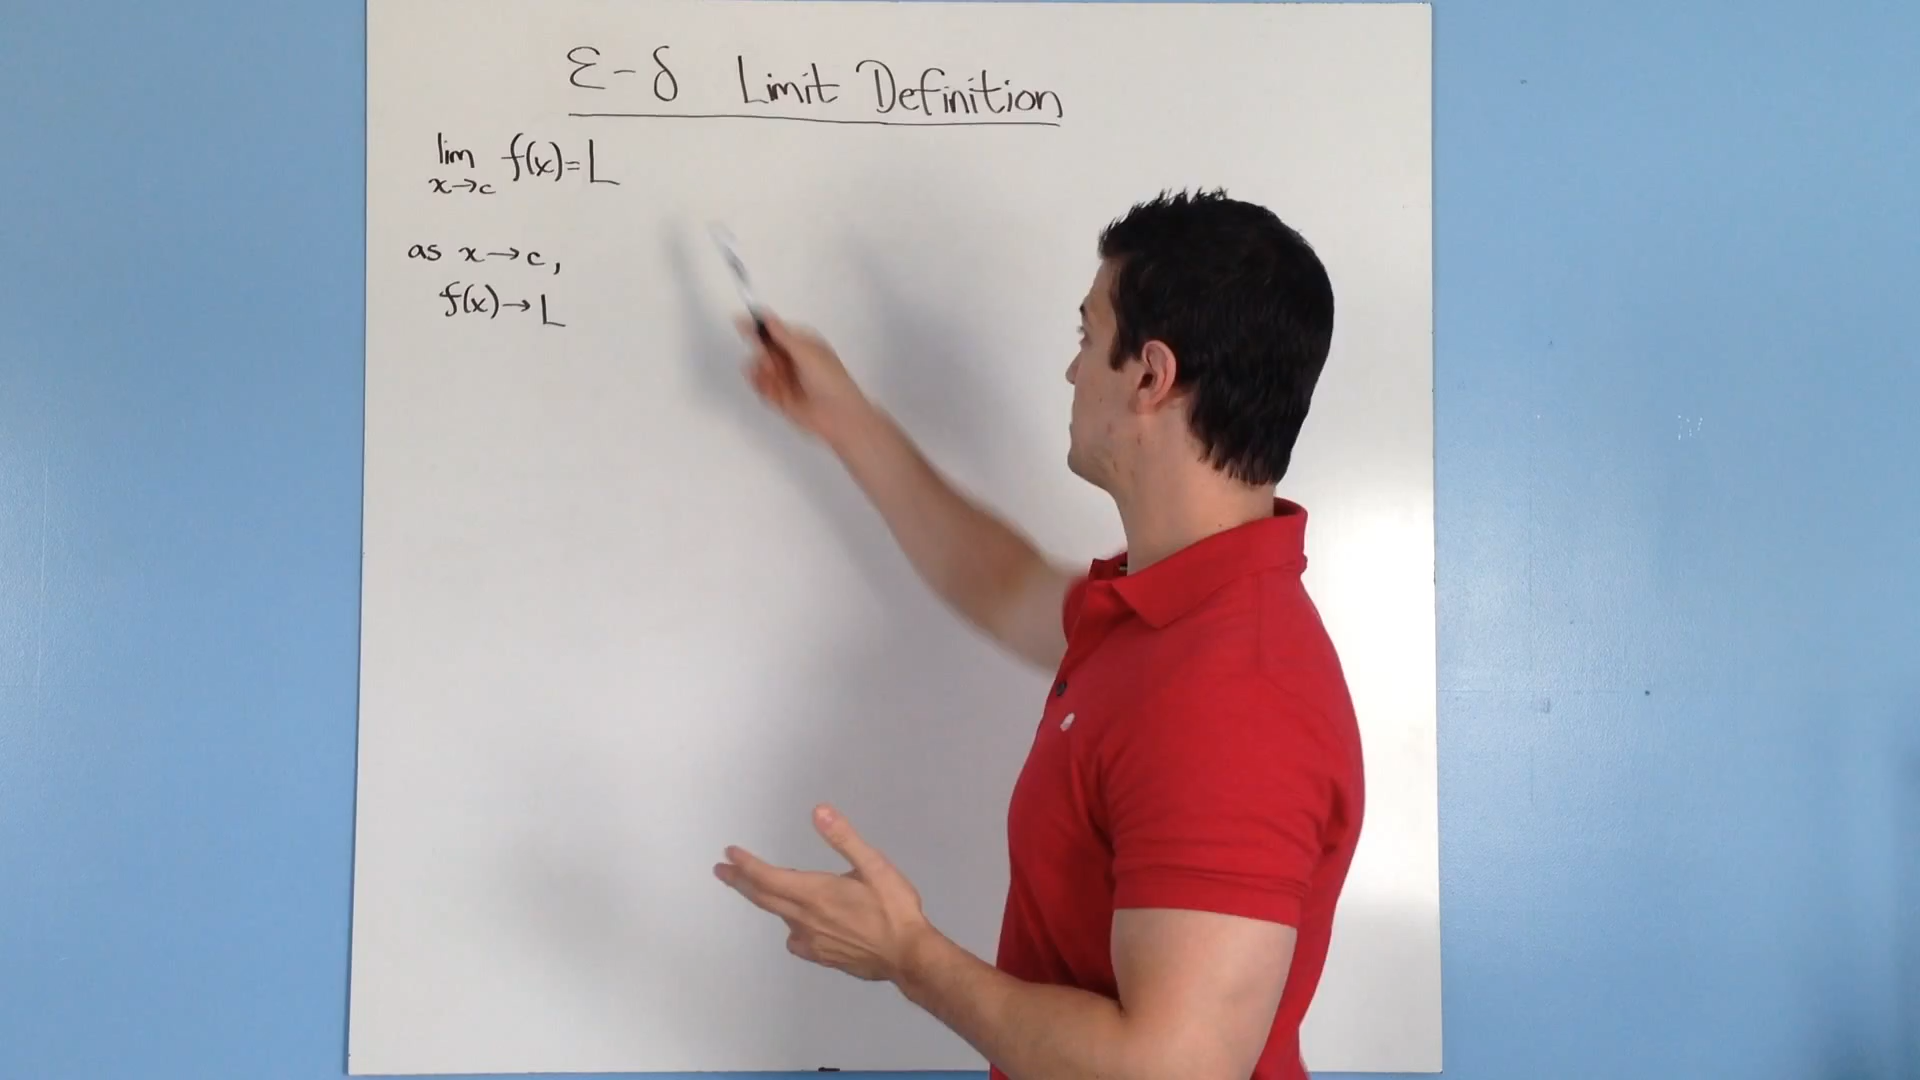 ε-δ Limit Definition
lim f(x)=L
x→c
as x→c,
f(x)→L